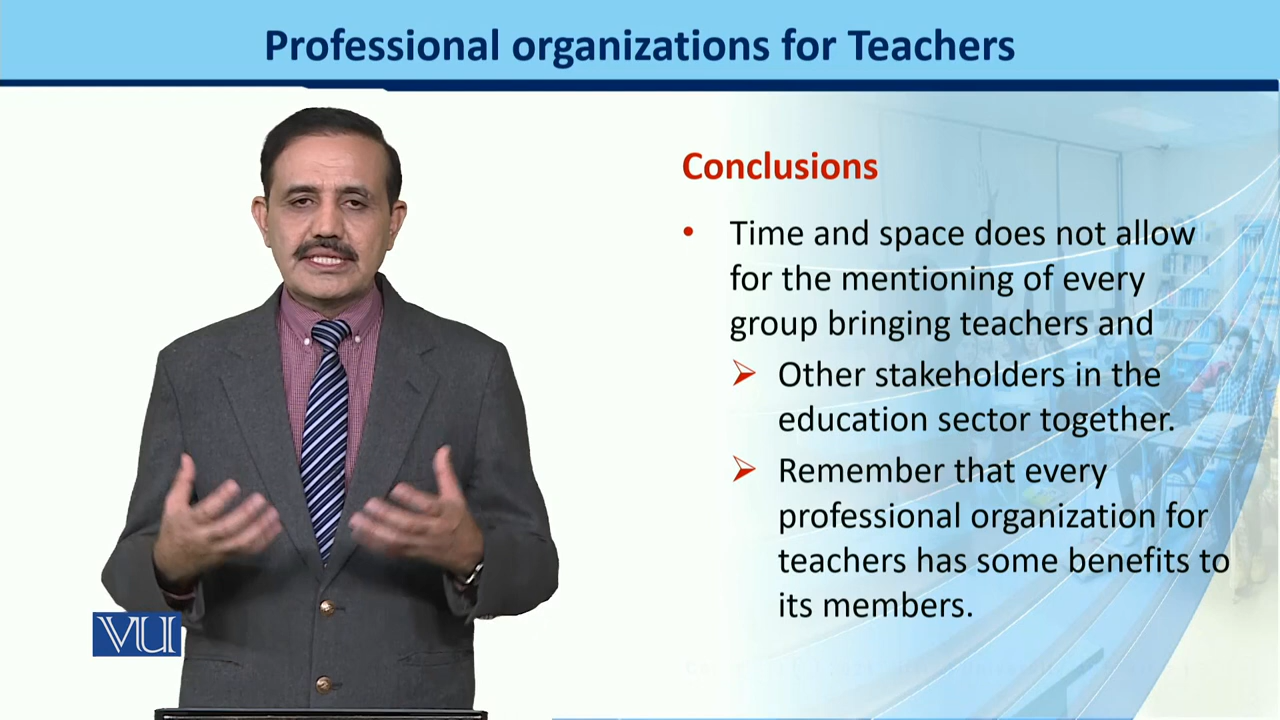 Professional organizations for Teachers
Conclusions
• Time and space does not allow
for the mentioning of every
group bringing teachers and
➢ Other stakeholders in the
education sector together.
➢ Remember that every
professional organization for
teachers has some benefits to
its members.
VU